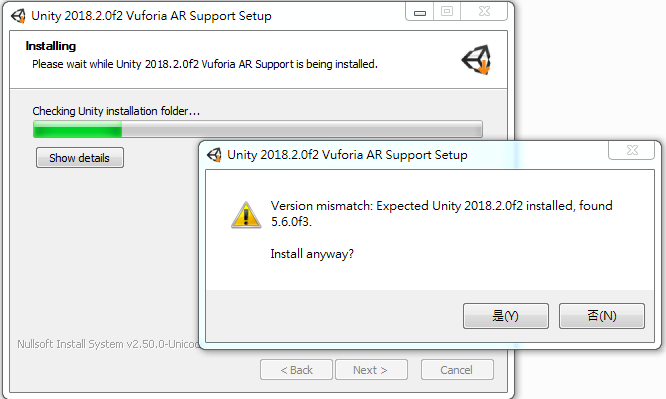 Unity 2018.2.0f2 Vuforia AR Support Setup
Installing
Please wait while Unity 2018.2.0f2 Vuforia AR Support is being installed.
Checking Unity installation folder...
Show details
Unity 2018.2.0f2 Vuforia AR Support Setup
Version mismatch: Expected Unity 2018.2.0f2 installed, found
5.6.0f3.
Install anyway?
是(Y)
否(N)
Nullsoft Install System v2.50.0-Unicod
< Back
Next >
Cancel